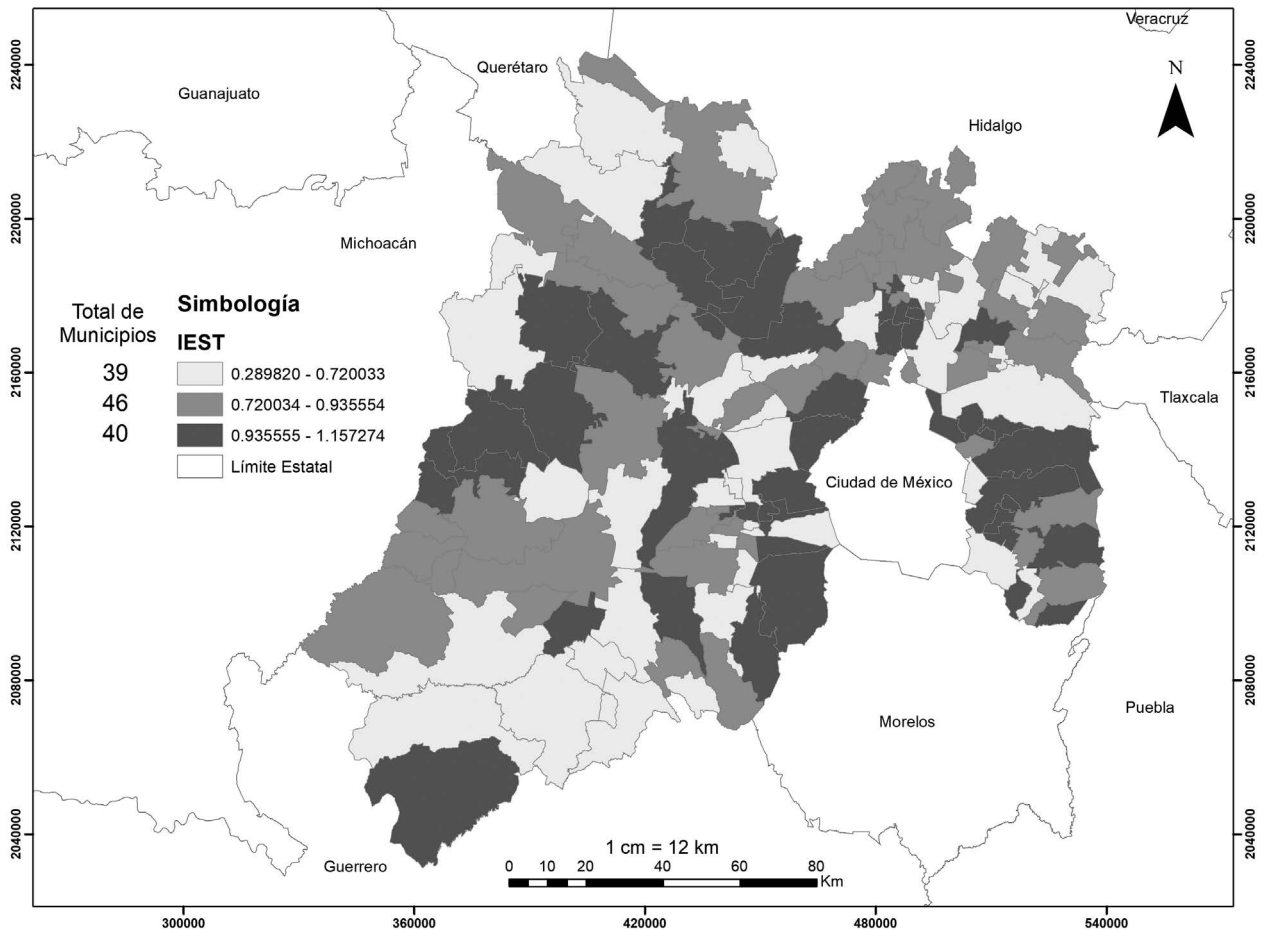 Veracruz
N
Querétaro
Guanajuato
Hidalgo
Michoacán
Total de
Municipios
39
46
40
Simbología
IEST
0.289820 - 0.720033
0.720034 - 0.935554
0.935555 - 1.157274
Límite Estatal
Tlaxcala
Ciudad de México
Puebla
Morelos
Guerrero
1 cm = 12 km
0 10 20 40 60 80
Km
2240000
2200000
2160000
2120000
2080000
2040000
2240000
2200000
2160000
2120000
2080000
2040000
300000 360000 420000 480000 540000